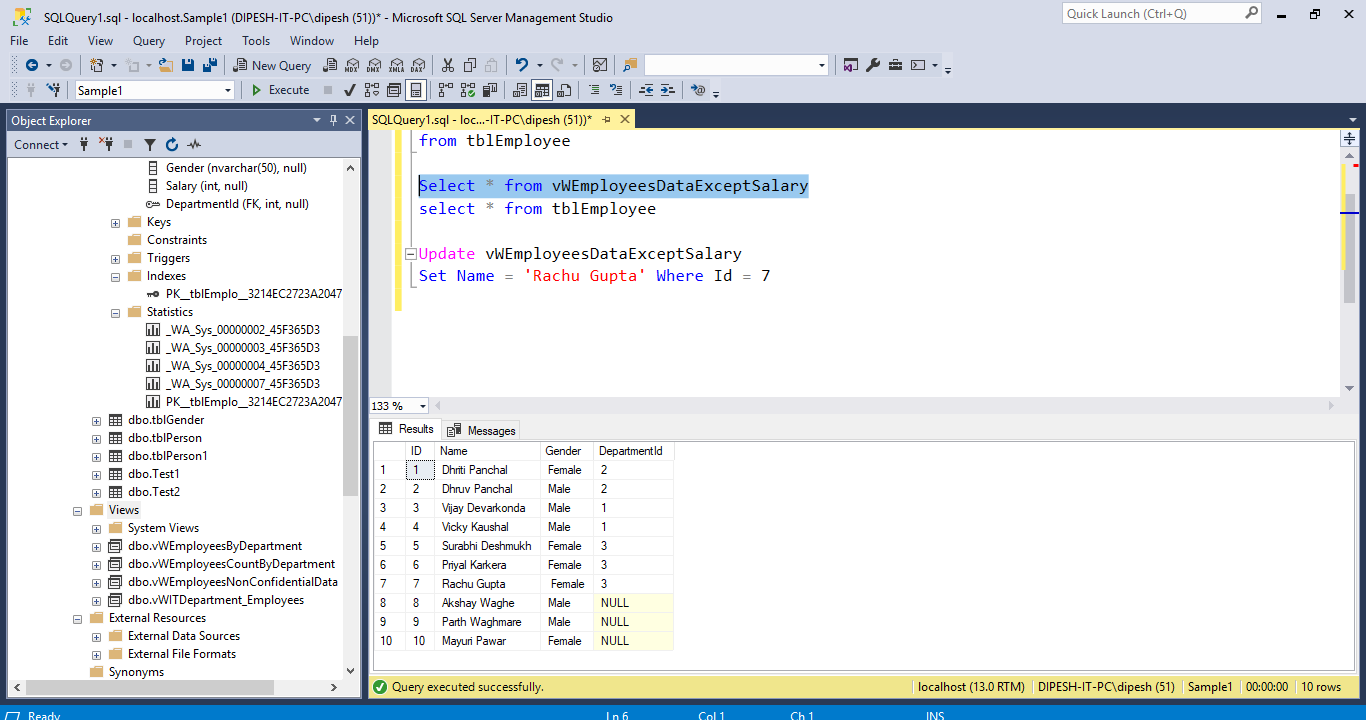 SQLQuery1.sql - localhost.Sample1 (DIPESH-IT-PC\dipesh (51))* - Microsoft SQL Server Management Studio
Quick Launch (Ctrl+Q)
File Edit View Query Project Tools Window Help
New Query MDX DMX XMLA DAX
Sample1 Execute
Object Explorer
Connect
Gender (nvarchar(50), null)
Salary (int, null)
DepartmentId (FK, int, null)
Keys
Constraints
Triggers
Indexes
PK__tblEmplo__3214EC2723A2047
Statistics
_WA_Sys_00000002_45F365D3
_WA_Sys_00000003_45F365D3
_WA_Sys_00000004_45F365D3
_WA_Sys_00000007_45F365D3
PK__tblEmplo__3214EC2723A2047
dbo.tblGender
dbo.tblPerson
dbo.tblPerson1
dbo.Test1
dbo.Test2
Views
System Views
dbo.vWEmployeesByDepartment
dbo.vWEmployeesCountByDepartment
dbo.vWEmployeesNonConfidentialData
dbo.vWITDepartment_Employees
External Resources
External Data Sources
External File Formats
Synonyms
SQLQuery1.sql - loc...-IT-PC\dipesh (51))*
from tblEmployee
Select * from vWEmployeesDataExceptSalary
select * from tblEmployee
Update vWEmployeesDataExceptSalary
Set Name = 'Rachu Gupta' Where Id = 7
133 %
Results Messages
ID Name Gender DepartmentId
1 1 Dhriti Panchal Female 2
2 2 Dhruv Panchal Male 2
3 3 Vijay Devarkonda Male 1
4 4 Vicky Kaushal Male 1
5 5 Surabhi Deshmukh Female 3
6 6 Priyal Karkera Female 3
7 7 Rachu Gupta Female 3
8 8 Akshay Waghe Male NULL
9 9 Parth Waghmare Male NULL
10 10 Mayuri Pawar Female NULL
Query executed successfully. localhost (13.0 RTM) DIPESH-IT-PC\dipesh (51) Sample1 00:00:00 10 rows
Ready Ln 6 Col 1 Ch 1 INS